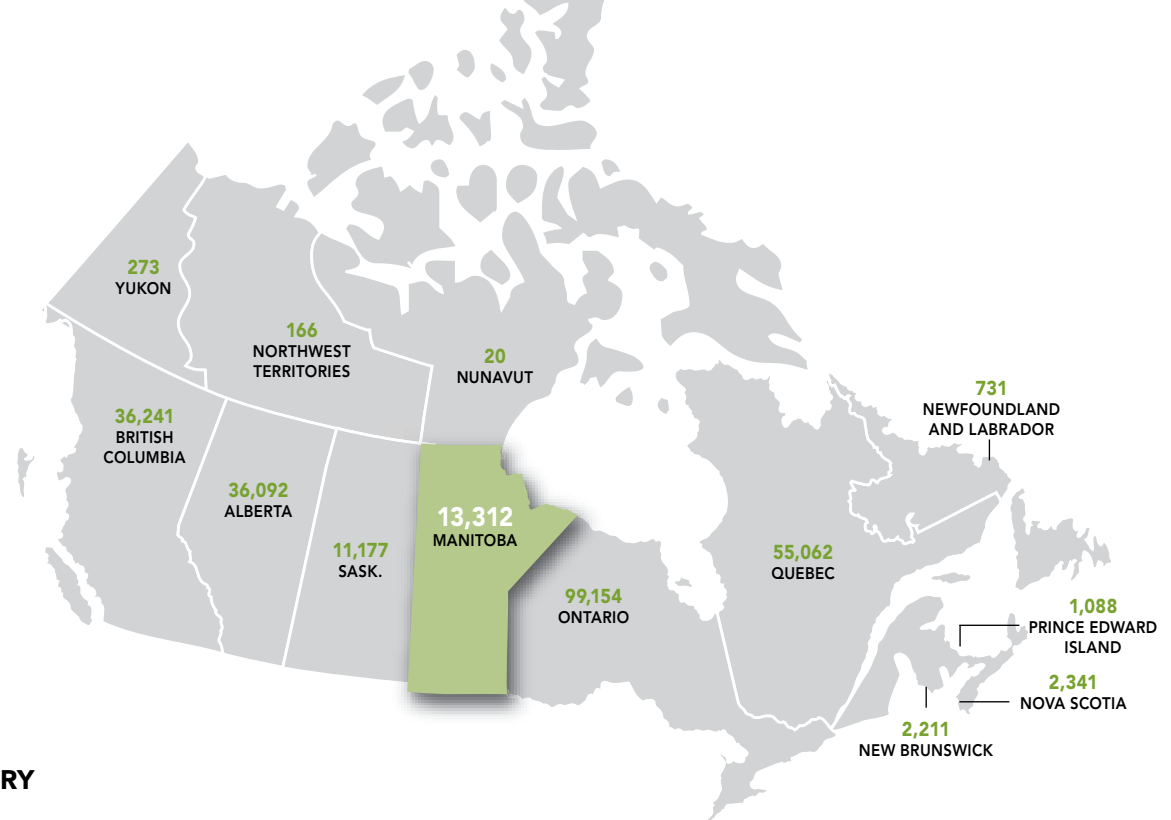 273
YUKON
166
NORTHWEST
TERRITORIES
20
NUNAVUT
731
NEWFOUNDLAND
AND LABRADOR
36,241
BRITISH
COLUMBIA
36,092
ALBERTA
11,177
SASK.
13,312
MANITOBA
99,154
ONTARIO
55,062
QUEBEC
1,088
PRINCE EDWARD
ISLAND
2,341
NOVA SCOTIA
2,211
NEW BRUNSWICK
RY